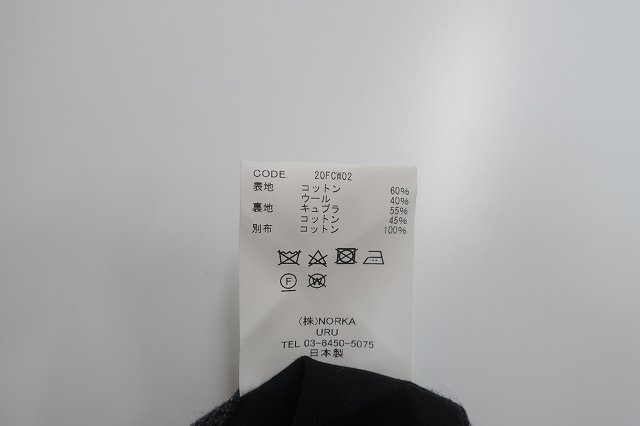 CODE. 20FCW02
表地 コットン 60%
ウール 40%
裏地 キュプラ 55%
コットン 45%
別布 コットン 100%
F W
(株)NORKA
URU
TEL 03-6450-5075
日本製